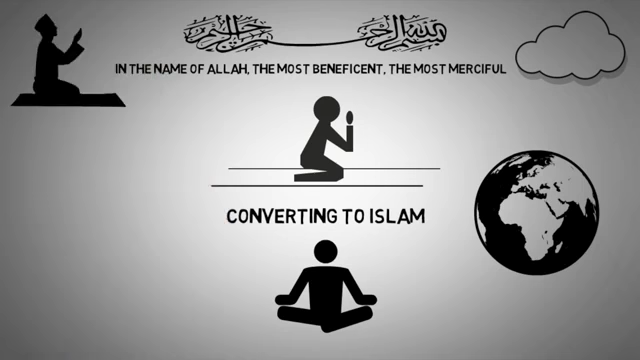 بسم الله الرحمن الرحيم
IN THE NAME OF ALLAH, THE MOST BENEFICENT, THE MOST MERCIFUL
CONVERTING TO ISLAM